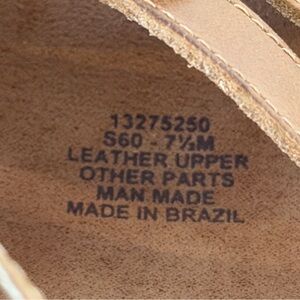 13275250
S60 - 7½M
LEATHER UPPER
OTHER PARTS
MAN MADE
MADE IN BRAZIL